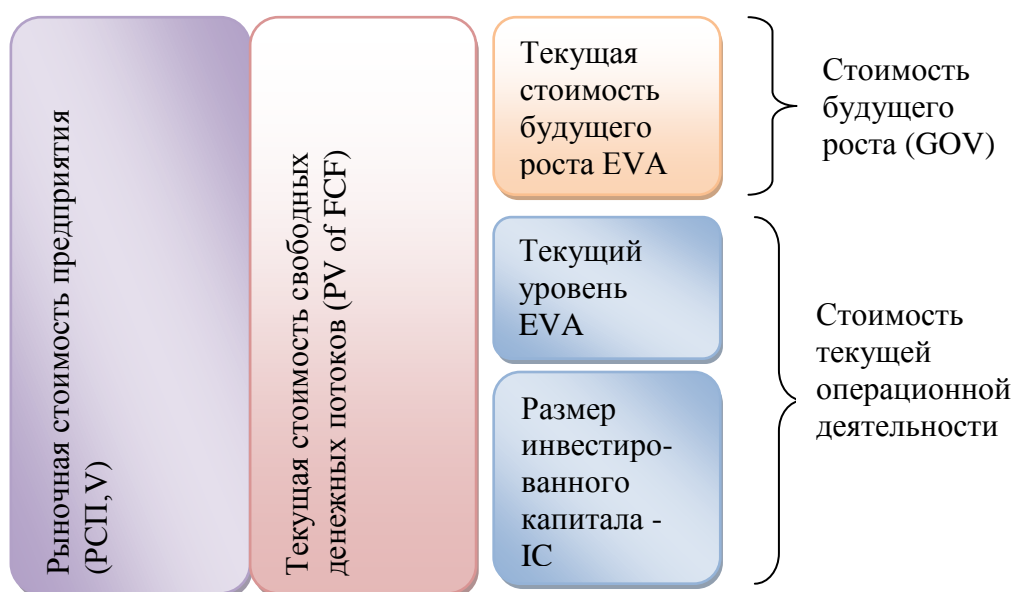 Рыночная стоимость предприятия
(РСП,V)
Текущая стоимость свободных
денежных потоков (PV of FCF)
Текущая
стоимость
будущего
роста EVA
Стоимость
будущего
роста (GOV)
Текущий
уровень
EVA
Размер
инвестиро-
ванного
капитала -
IC
Стоимость
текущей
операционной
деятельности